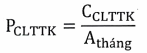 P_CLTTK = C_CLTTK / A_tháng